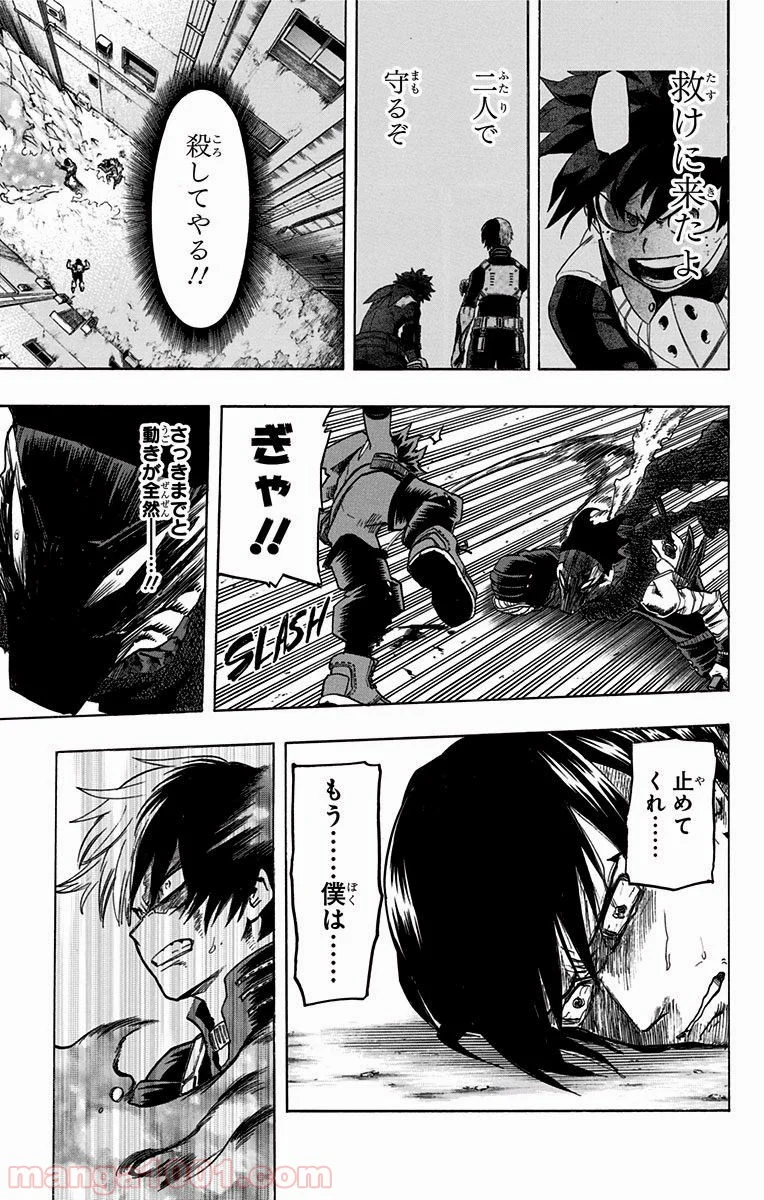 救けに来たよ
二人で
守るぞ
殺してやる!!
ぎゃ!!
SLASH
さっきまでと
動きが全然
———……!!
止めて
くれ……
もう……僕は……
manga1001.com